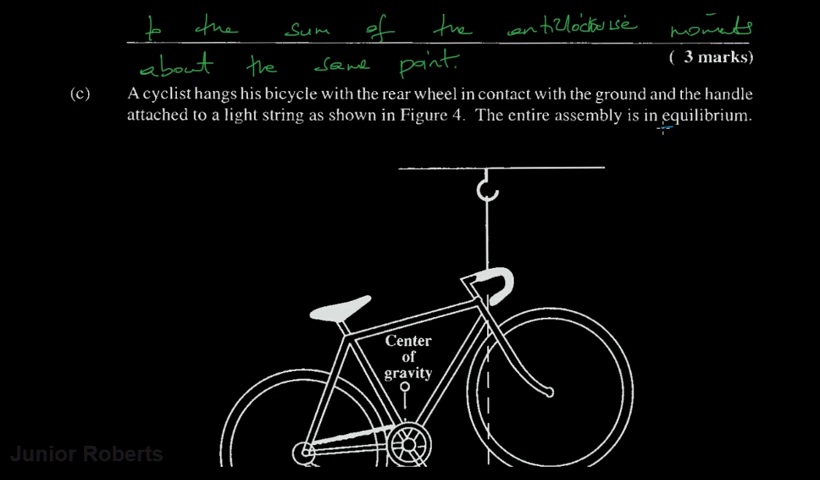 to the sum of the anticlockwise moments
about the same point.
( 3 marks)
(c) A cyclist hangs his bicycle with the rear wheel in contact with the ground and the handle
attached to a light string as shown in Figure 4. The entire assembly is in equilibrium.
Center
of
gravity
Junior Roberts